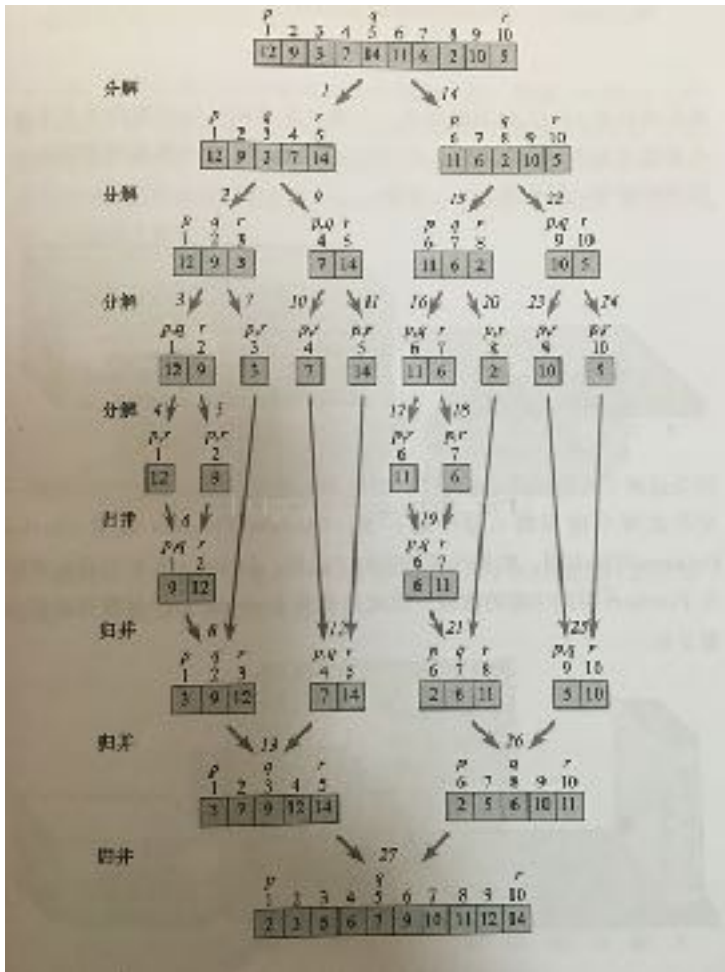 p q r
1 2 3 4 5 6 7 8 9 10
12 9 3 7 14 11 6 2 10 5
分解 1 14
p q r p q r
1 2 3 4 5 6 7 8 9 10
12 9 3 7 14 11 6 2 10 5
分解 2 9 15 22
p q r p,q r p q r p,q r
1 2 3 4 5 6 7 8 9 10
12 9 3 7 14 11 6 2 10 5
分解 3 7 10 11 16 20 23 24
p,q r p,r p,r p,r p,q r p,r p,r p,r
1 2 3 4 5 6 7 8 9 10
12 9 3 7 14 11 6 2 10 5
分解 4 5 17 18
p,r p,r p,r p,r
1 2 6 7
12 9 11 6
归并 6 19
p,q r p,q r
1 2 6 7
9 12 6 11
归并 8 12 21 25
p q r p,q r p q r p,q r
1 2 3 4 5 6 7 8 9 10
3 9 12 7 14 2 6 11 5 10
归并 13 26
p q r p q r
1 2 3 4 5 6 7 8 9 10
3 7 9 12 14 2 5 6 10 11
归并 27
p q r
1 2 3 4 5 6 7 8 9 10
2 3 5 6 7 9 10 11 12 14